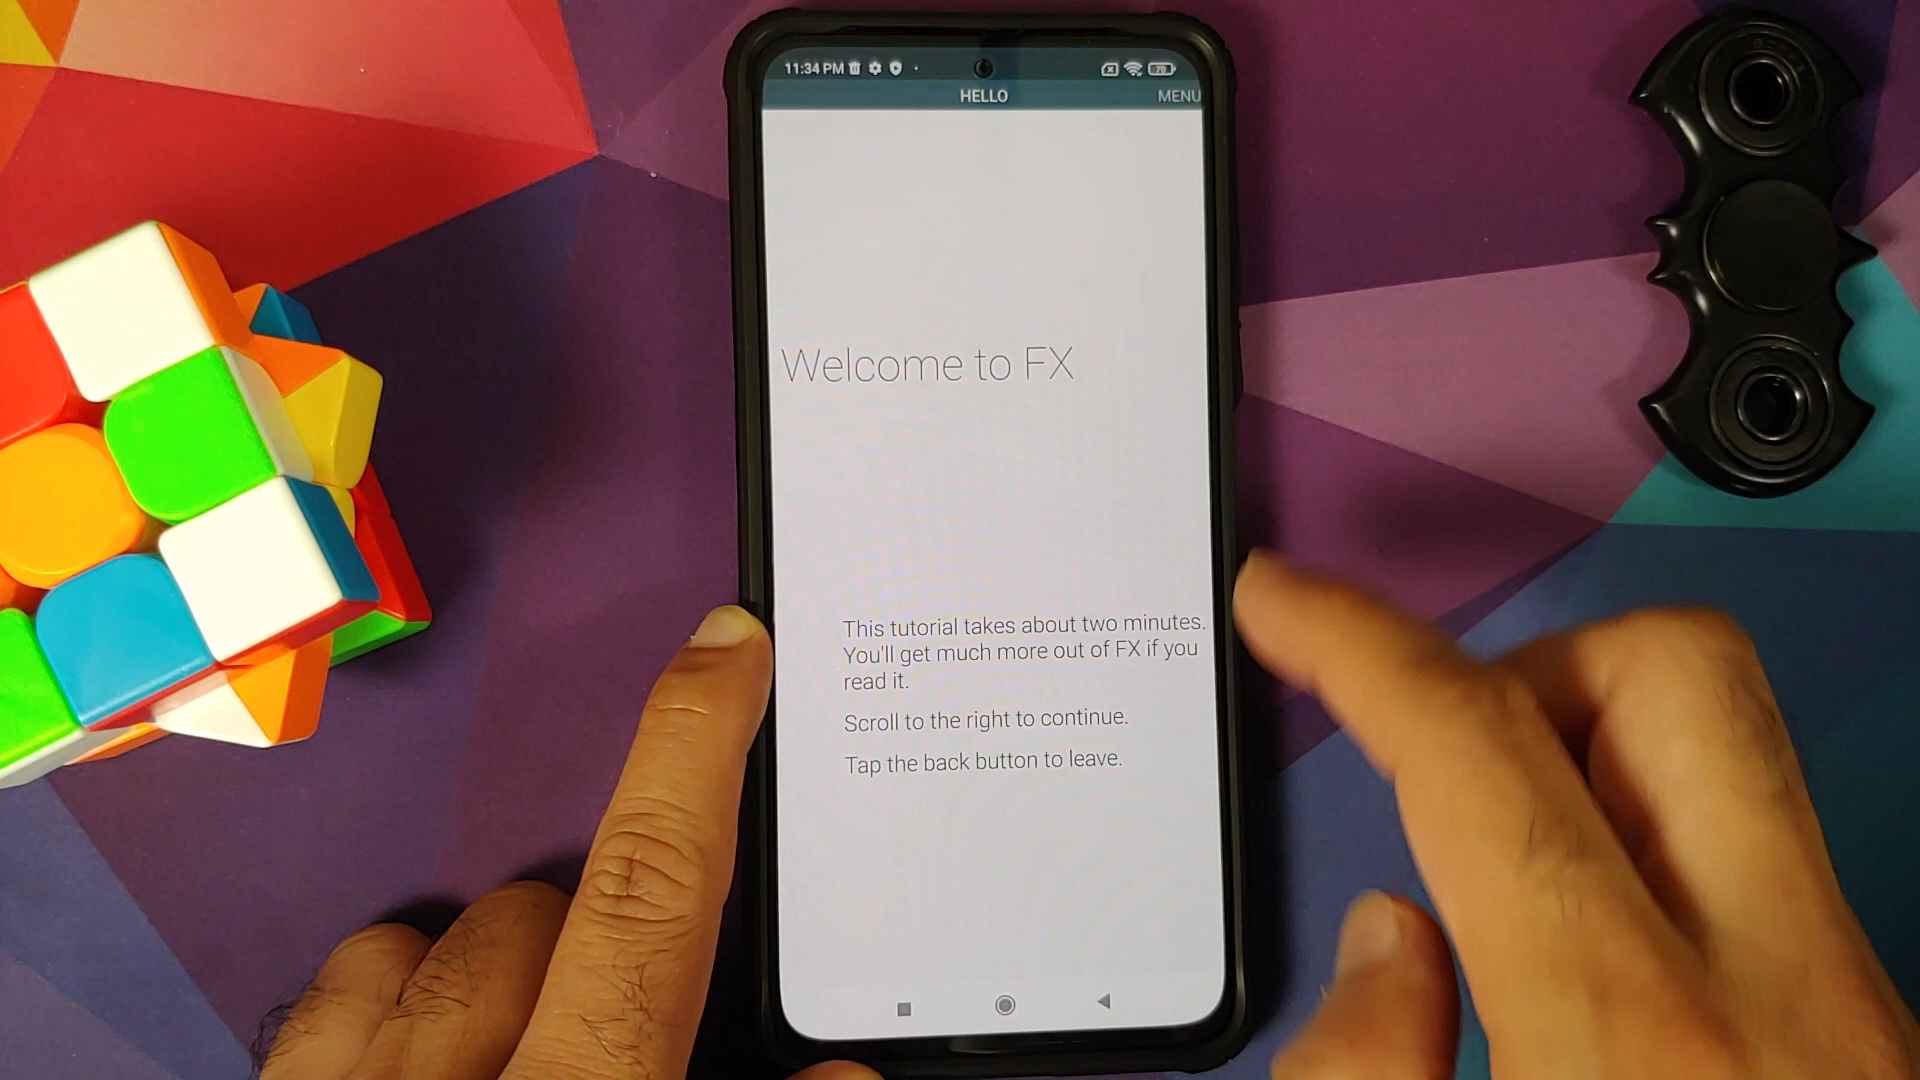 11:34 PM
70
HELLO
MENU
Welcome to FX
This tutorial takes about two minutes.
You'll get much more out of FX if you
read it.
Scroll to the right to continue.
Tap the back button to leave.